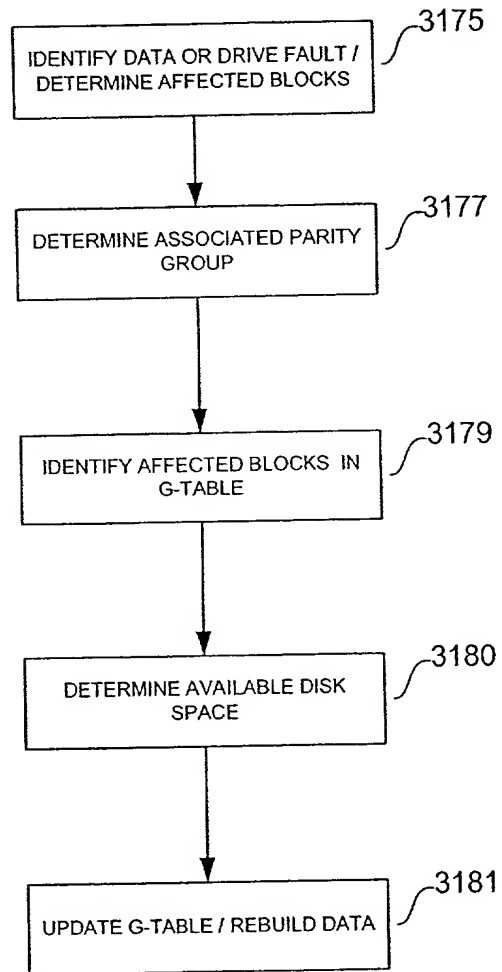 3175
IDENTIFY DATA OR DRIVE FAULT /
DETERMINE AFFECTED BLOCKS
3177
DETERMINE ASSOCIATED PARITY
GROUP
3179
IDENTIFY AFFECTED BLOCKS IN
G-TABLE
3180
DETERMINE AVAILABLE DISK
SPACE
3181
UPDATE G-TABLE / REBUILD DATA